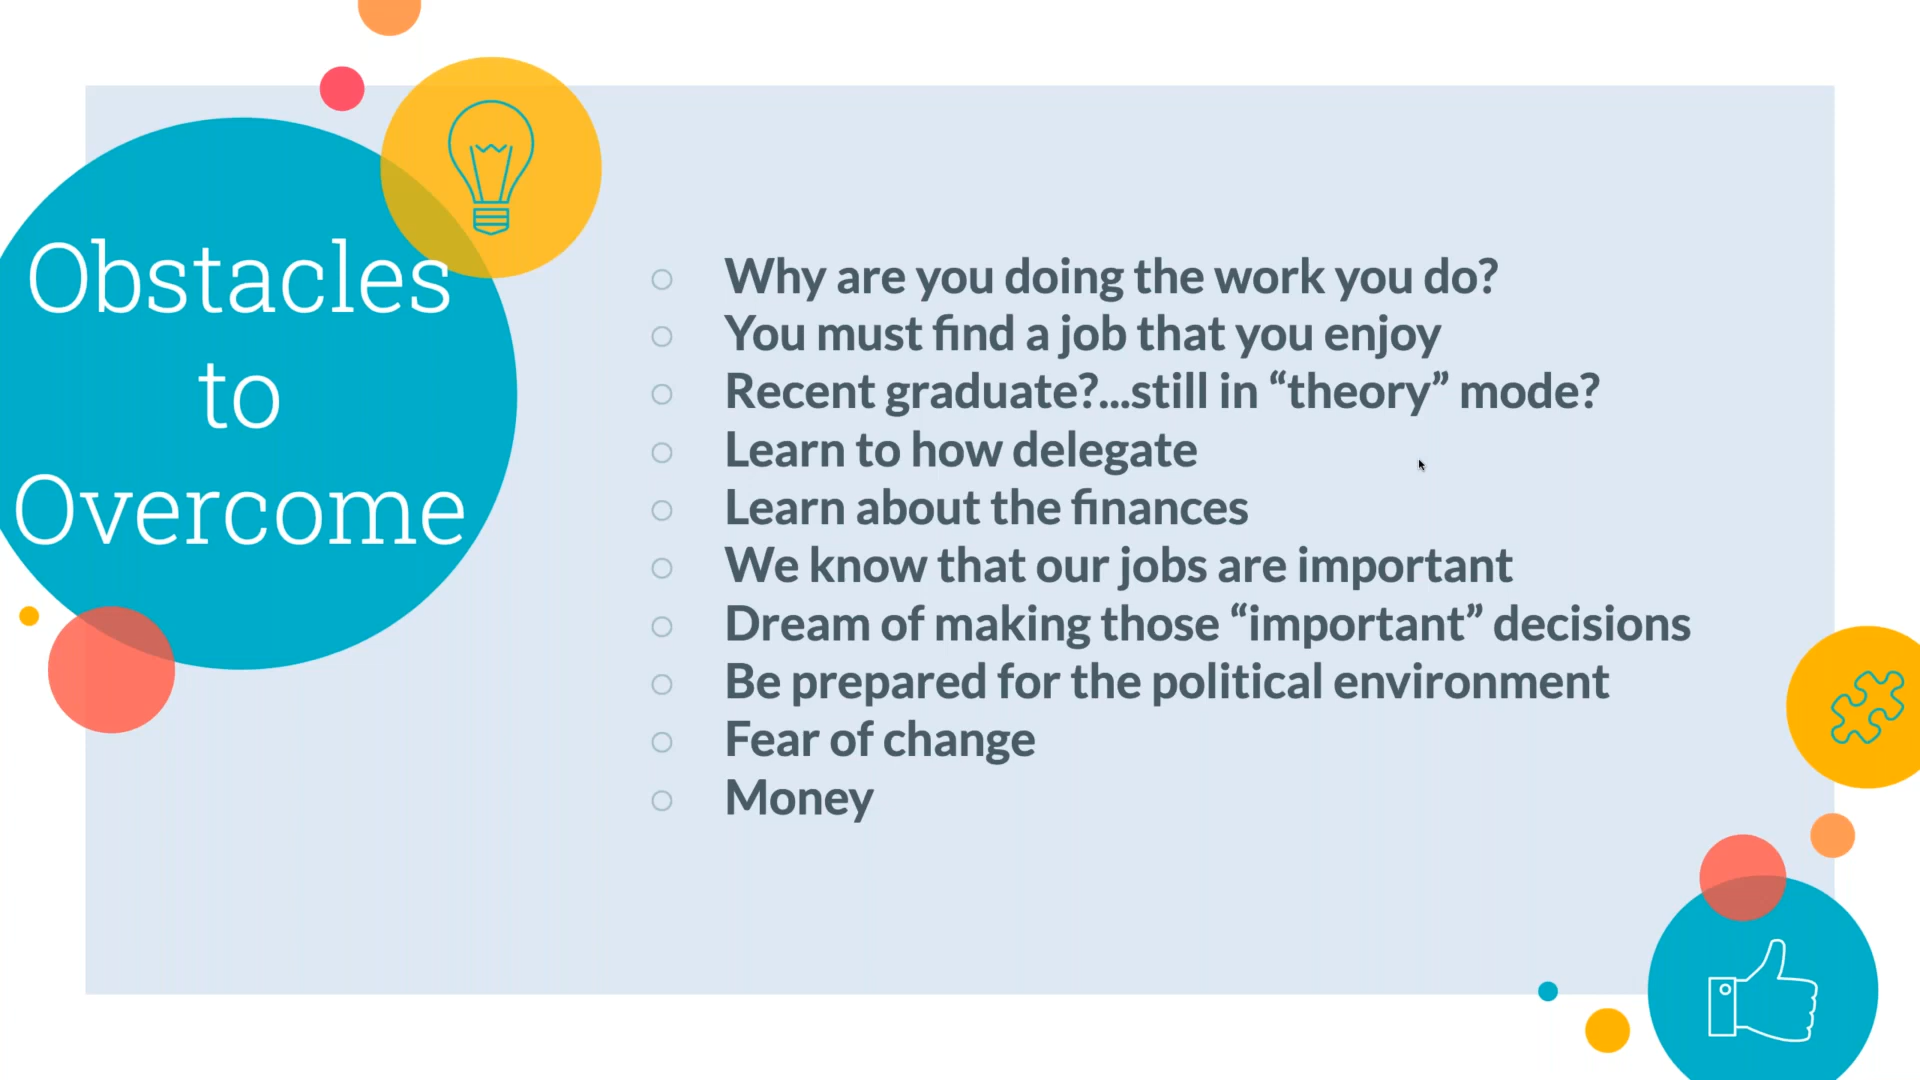 Obstacles
to
Overcome
Why are you doing the work you do?
You must find a job that you enjoy
Recent graduate?...still in “theory” mode?
Learn to how delegate
Learn about the finances
We know that our jobs are important
Dream of making those “important” decisions
Be prepared for the political environment
Fear of change
Money